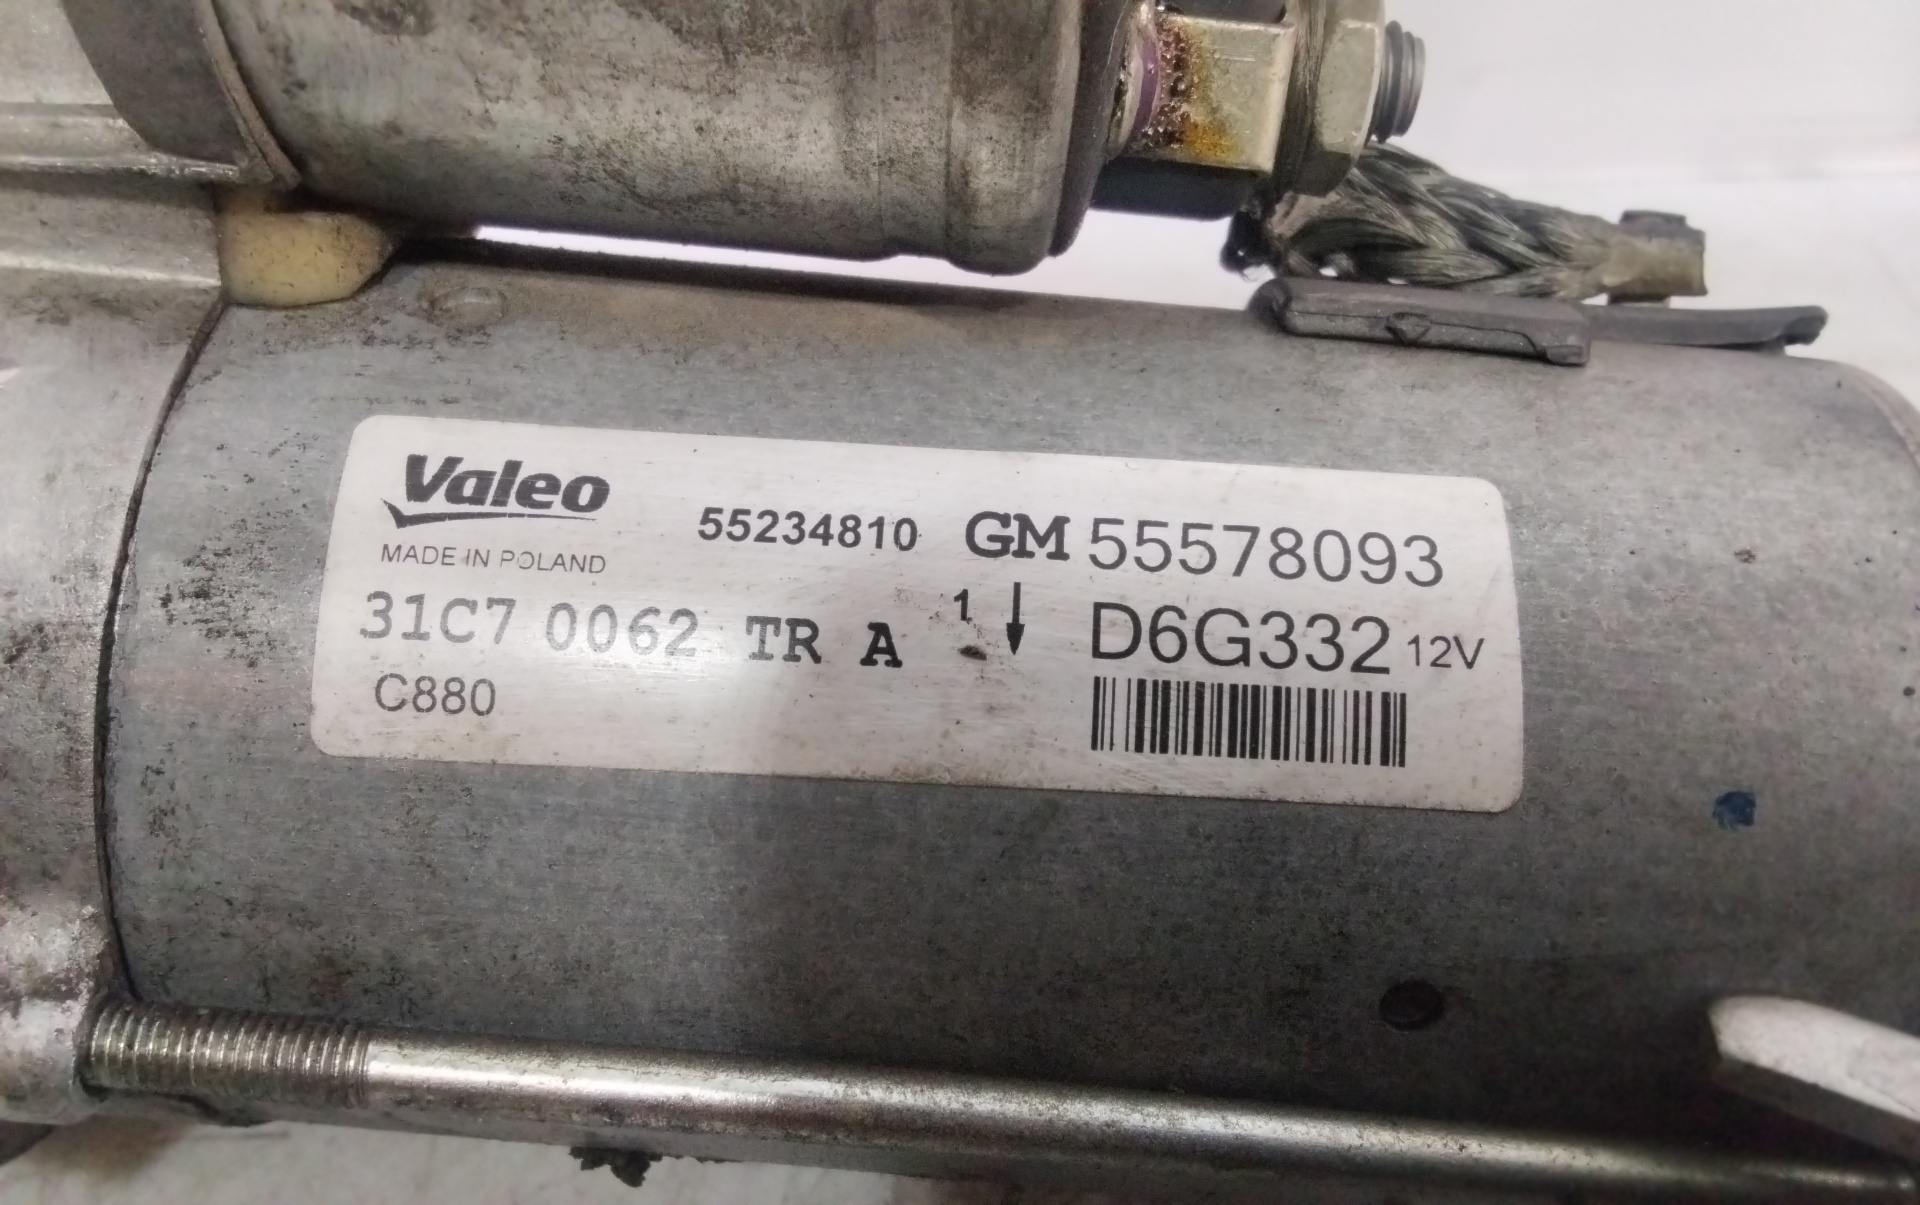 Valeo 55234810 GM 55578093
MADE IN POLAND
31C7 0062 TR A 1 D6G332 12V
C880